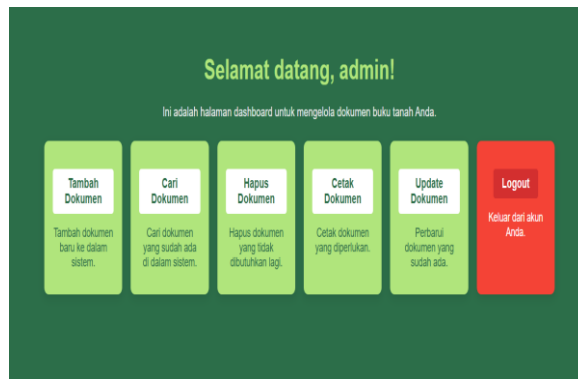 Selamat datang, admin!
Ini adalah halaman dashboard untuk mengelola dokumen buku tanah Anda.
Tambah
Dokumen
Tambah dokumen
baru ke dalam
sistem.
Cari
Dokumen
Cari dokumen
yang sudah ada
di dalam sistem.
Hapus
Dokumen
Hapus dokumen
yang tidak
dibutuhkan lagi.
Cetak
Dokumen
Cetak dokumen
yang diperlukan.
Update
Dokumen
Perbarui
dokumen yang
sudah ada.
Logout
Keluar dari akun
Anda.